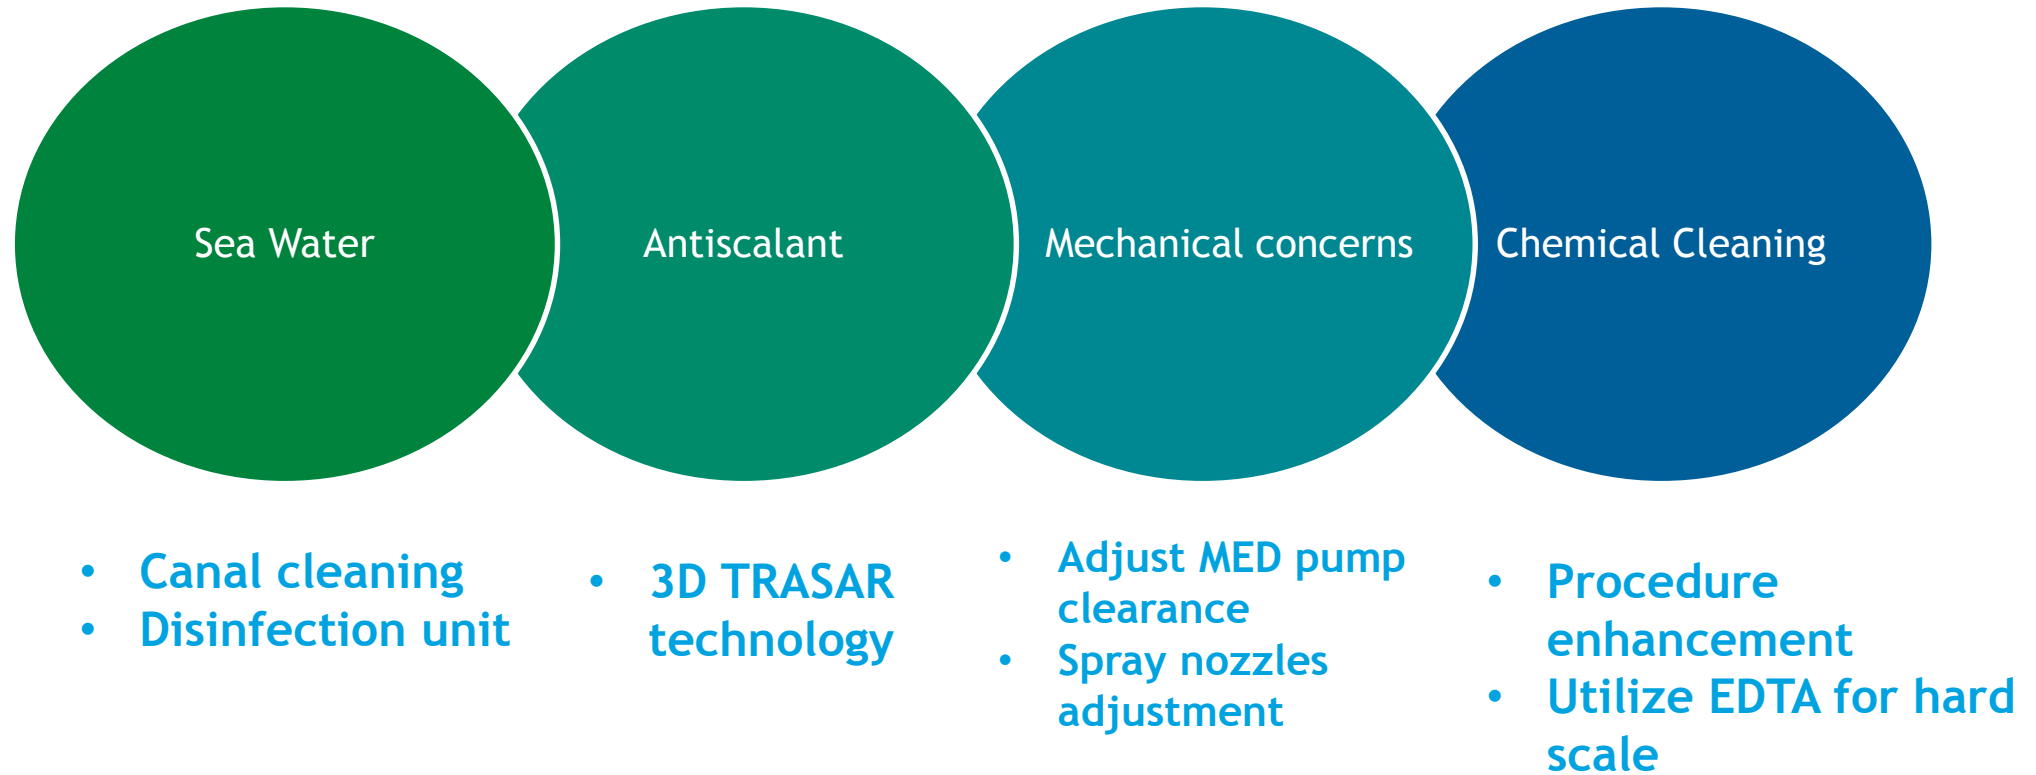 Sea Water
Antiscalant
Mechanical concerns
Chemical Cleaning
• Canal cleaning
• Disinfection unit
• 3D TRASAR
technology
• Adjust MED pump
clearance
• Spray nozzles
adjustment
• Procedure
enhancement
• Utilize EDTA for hard
scale